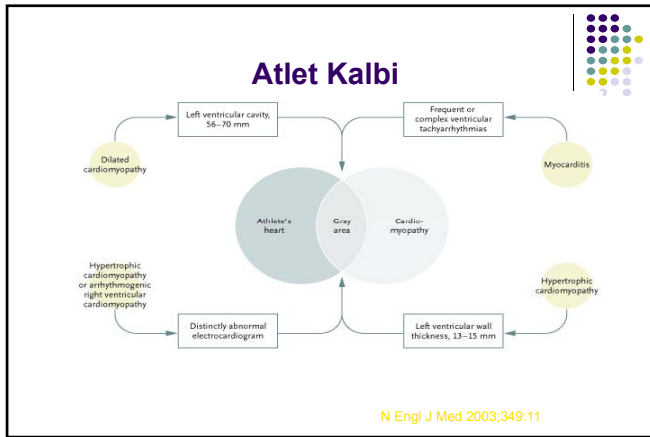 Atlet Kalbi
Left ventricular cavity,
56–70 mm
Frequent or
complex ventricular
tachyarrhythmias
Dilated
cardiomyopathy
Myocarditis
Athlete's
heart
Gray
area
Cardio-
myopathy
Hypertrophic
cardiomyopathy
or arrhythmogenic
right ventricular
cardiomyopathy
Hypertrophic
cardiomyopathy
Distinctly abnormal
electrocardiogram
Left ventricular wall
thickness, 13–15 mm
N Engl J Med 2003;349:11